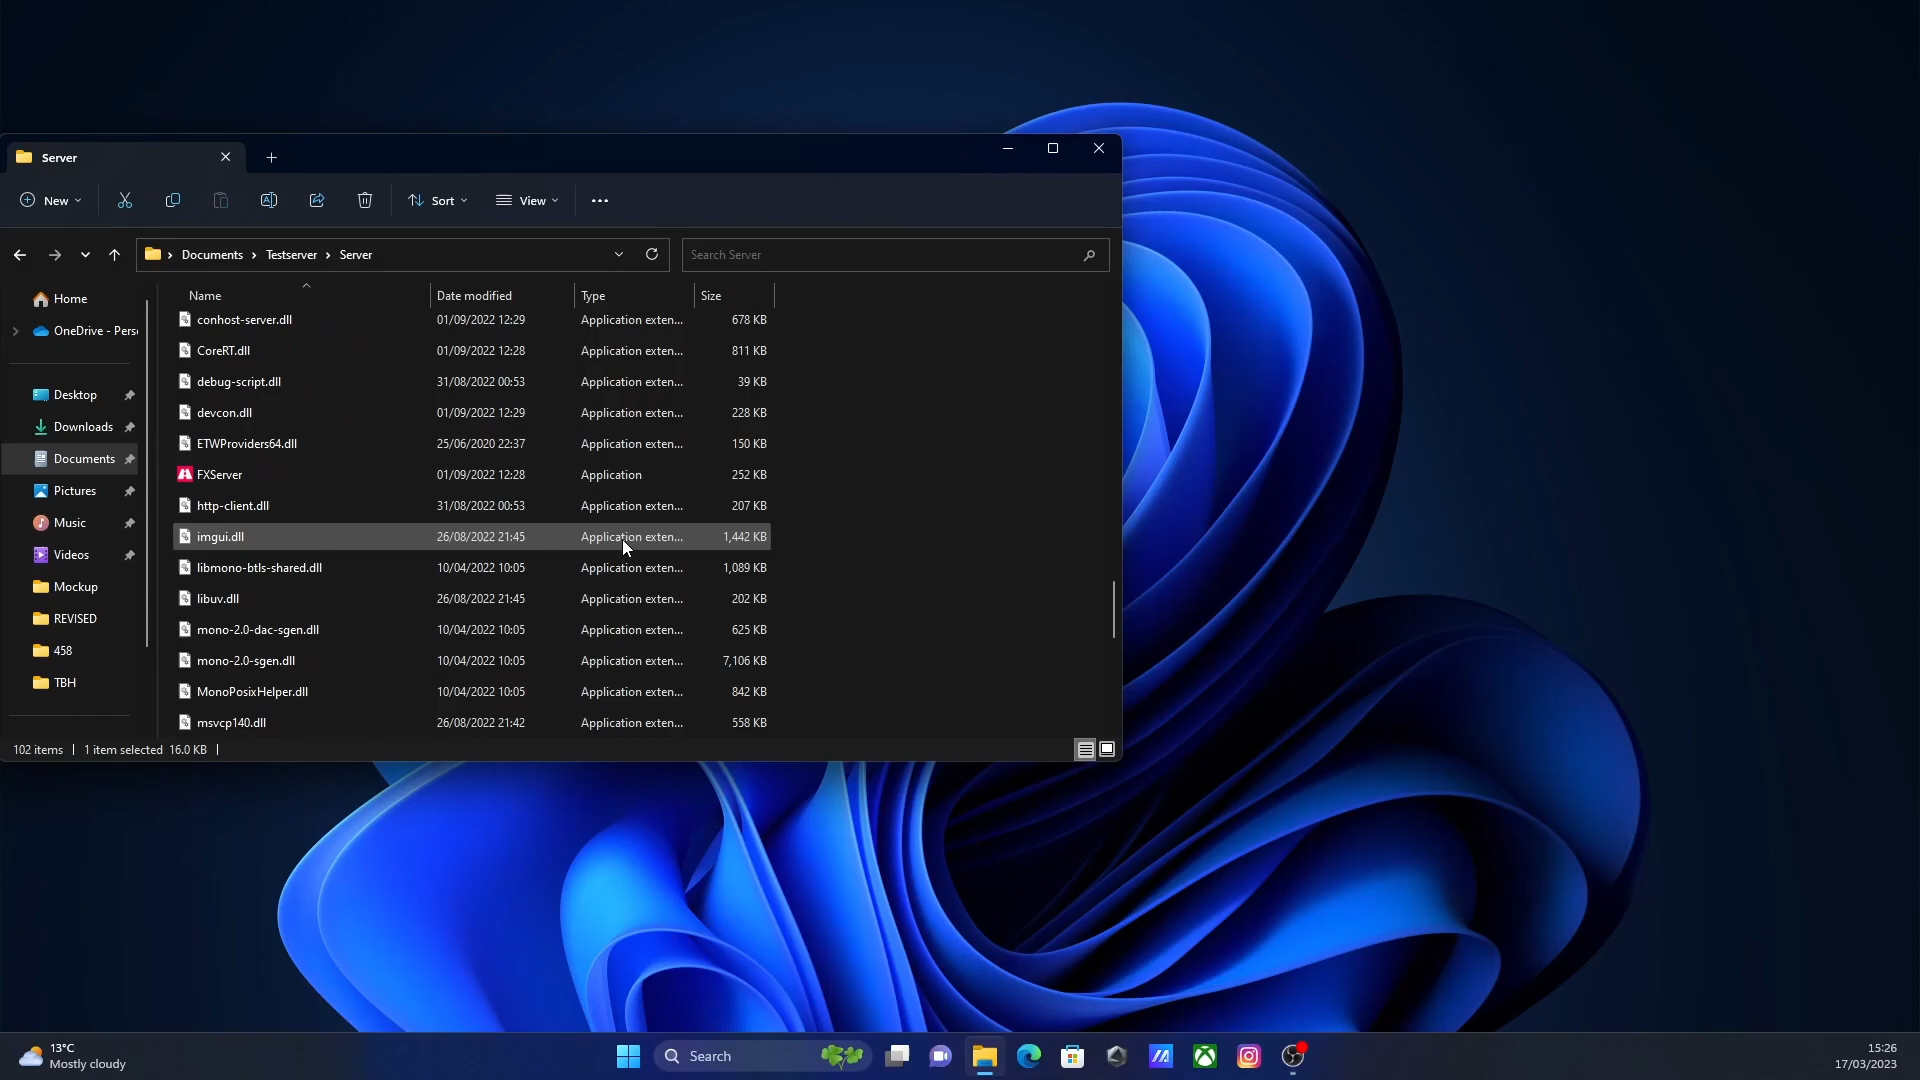 Server
New
Sort
View
Documents
Testserver
Server
Search Server
Name
Date modified
Type
Size
Home
OneDrive - Pers
Desktop
Downloads
Documents
Pictures
Music
Videos
Mockup
REVISED
458
TBH
conhost-server.dll 01/09/2022 12:29 Application exten... 678 KB
CoreRT.dll 01/09/2022 12:28 Application exten... 811 KB
debug-script.dll 31/08/2022 00:53 Application exten... 39 KB
devcon.dll 01/09/2022 12:29 Application exten... 228 KB
ETWProviders64.dll 25/06/2020 22:37 Application exten... 150 KB
FXServer 01/09/2022 12:28 Application 252 KB
http-client.dll 31/08/2022 00:53 Application exten... 207 KB
imgui.dll 26/08/2022 21:45 Application exten... 1,442 KB
libmono-btls-shared.dll 10/04/2022 10:05 Application exten... 1,089 KB
libuv.dll 26/08/2022 21:45 Application exten... 202 KB
mono-2.0-dac-sgen.dll 10/04/2022 10:05 Application exten... 625 KB
mono-2.0-sgen.dll 10/04/2022 10:05 Application exten... 7,106 KB
MonoPosixHelper.dll 10/04/2022 10:05 Application exten... 842 KB
msvcp140.dll 26/08/2022 21:42 Application exten... 558 KB
102 items
1 item selected 16.0 KB
13°C
Mostly cloudy
Search
15:26
17/03/2023